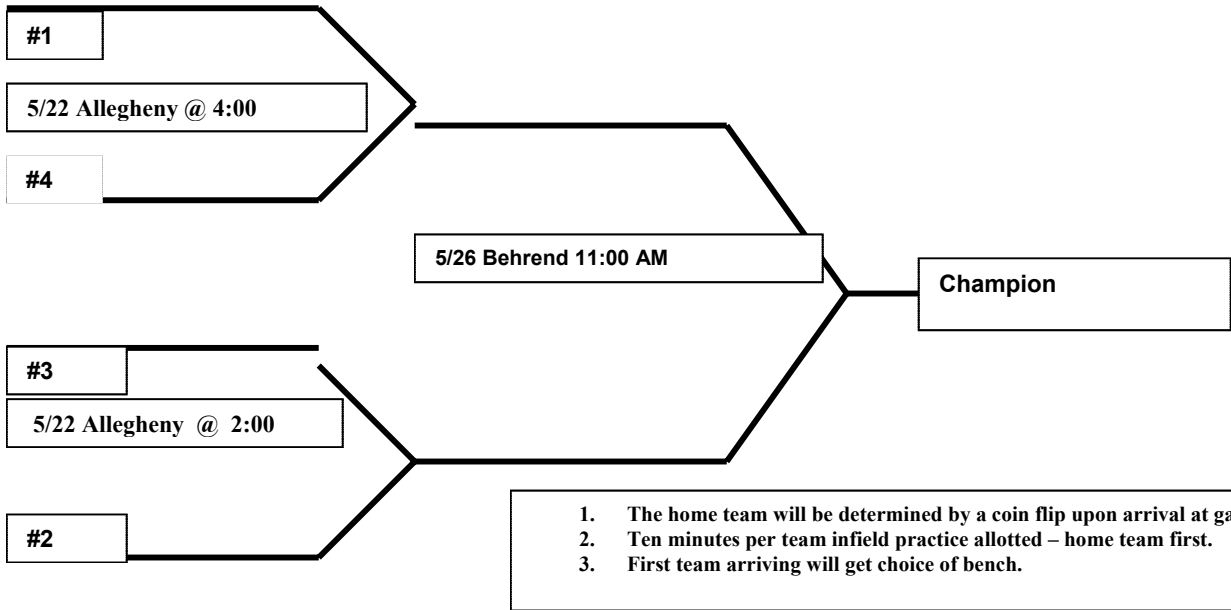 #1
5/22 Allegheny @ 4:00
#4
5/26 Behrend 11:00 AM
Champion
#3
5/22 Allegheny @ 2:00
#2
1. The home team will be determined by a coin flip upon arrival at
2. Ten minutes per team infield practice allotted – home team first.
3. First team arriving will get choice of bench.